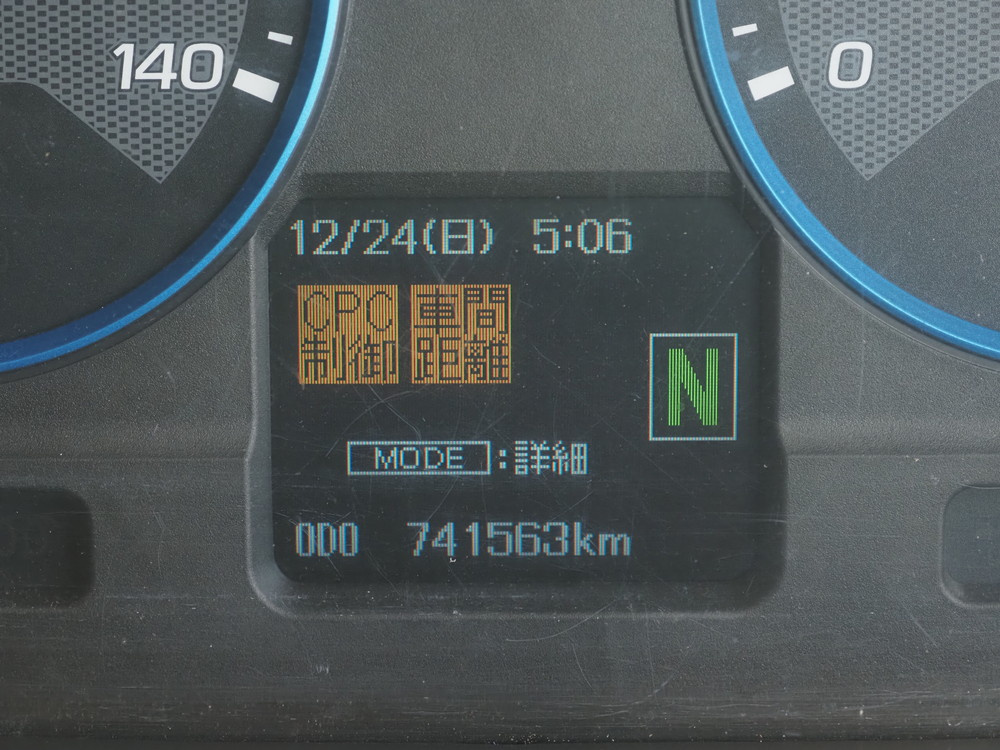 140
0
12/24(日) 5:06
CPC 車間
制御 距離
N
MODE :詳細
ODO 741563km